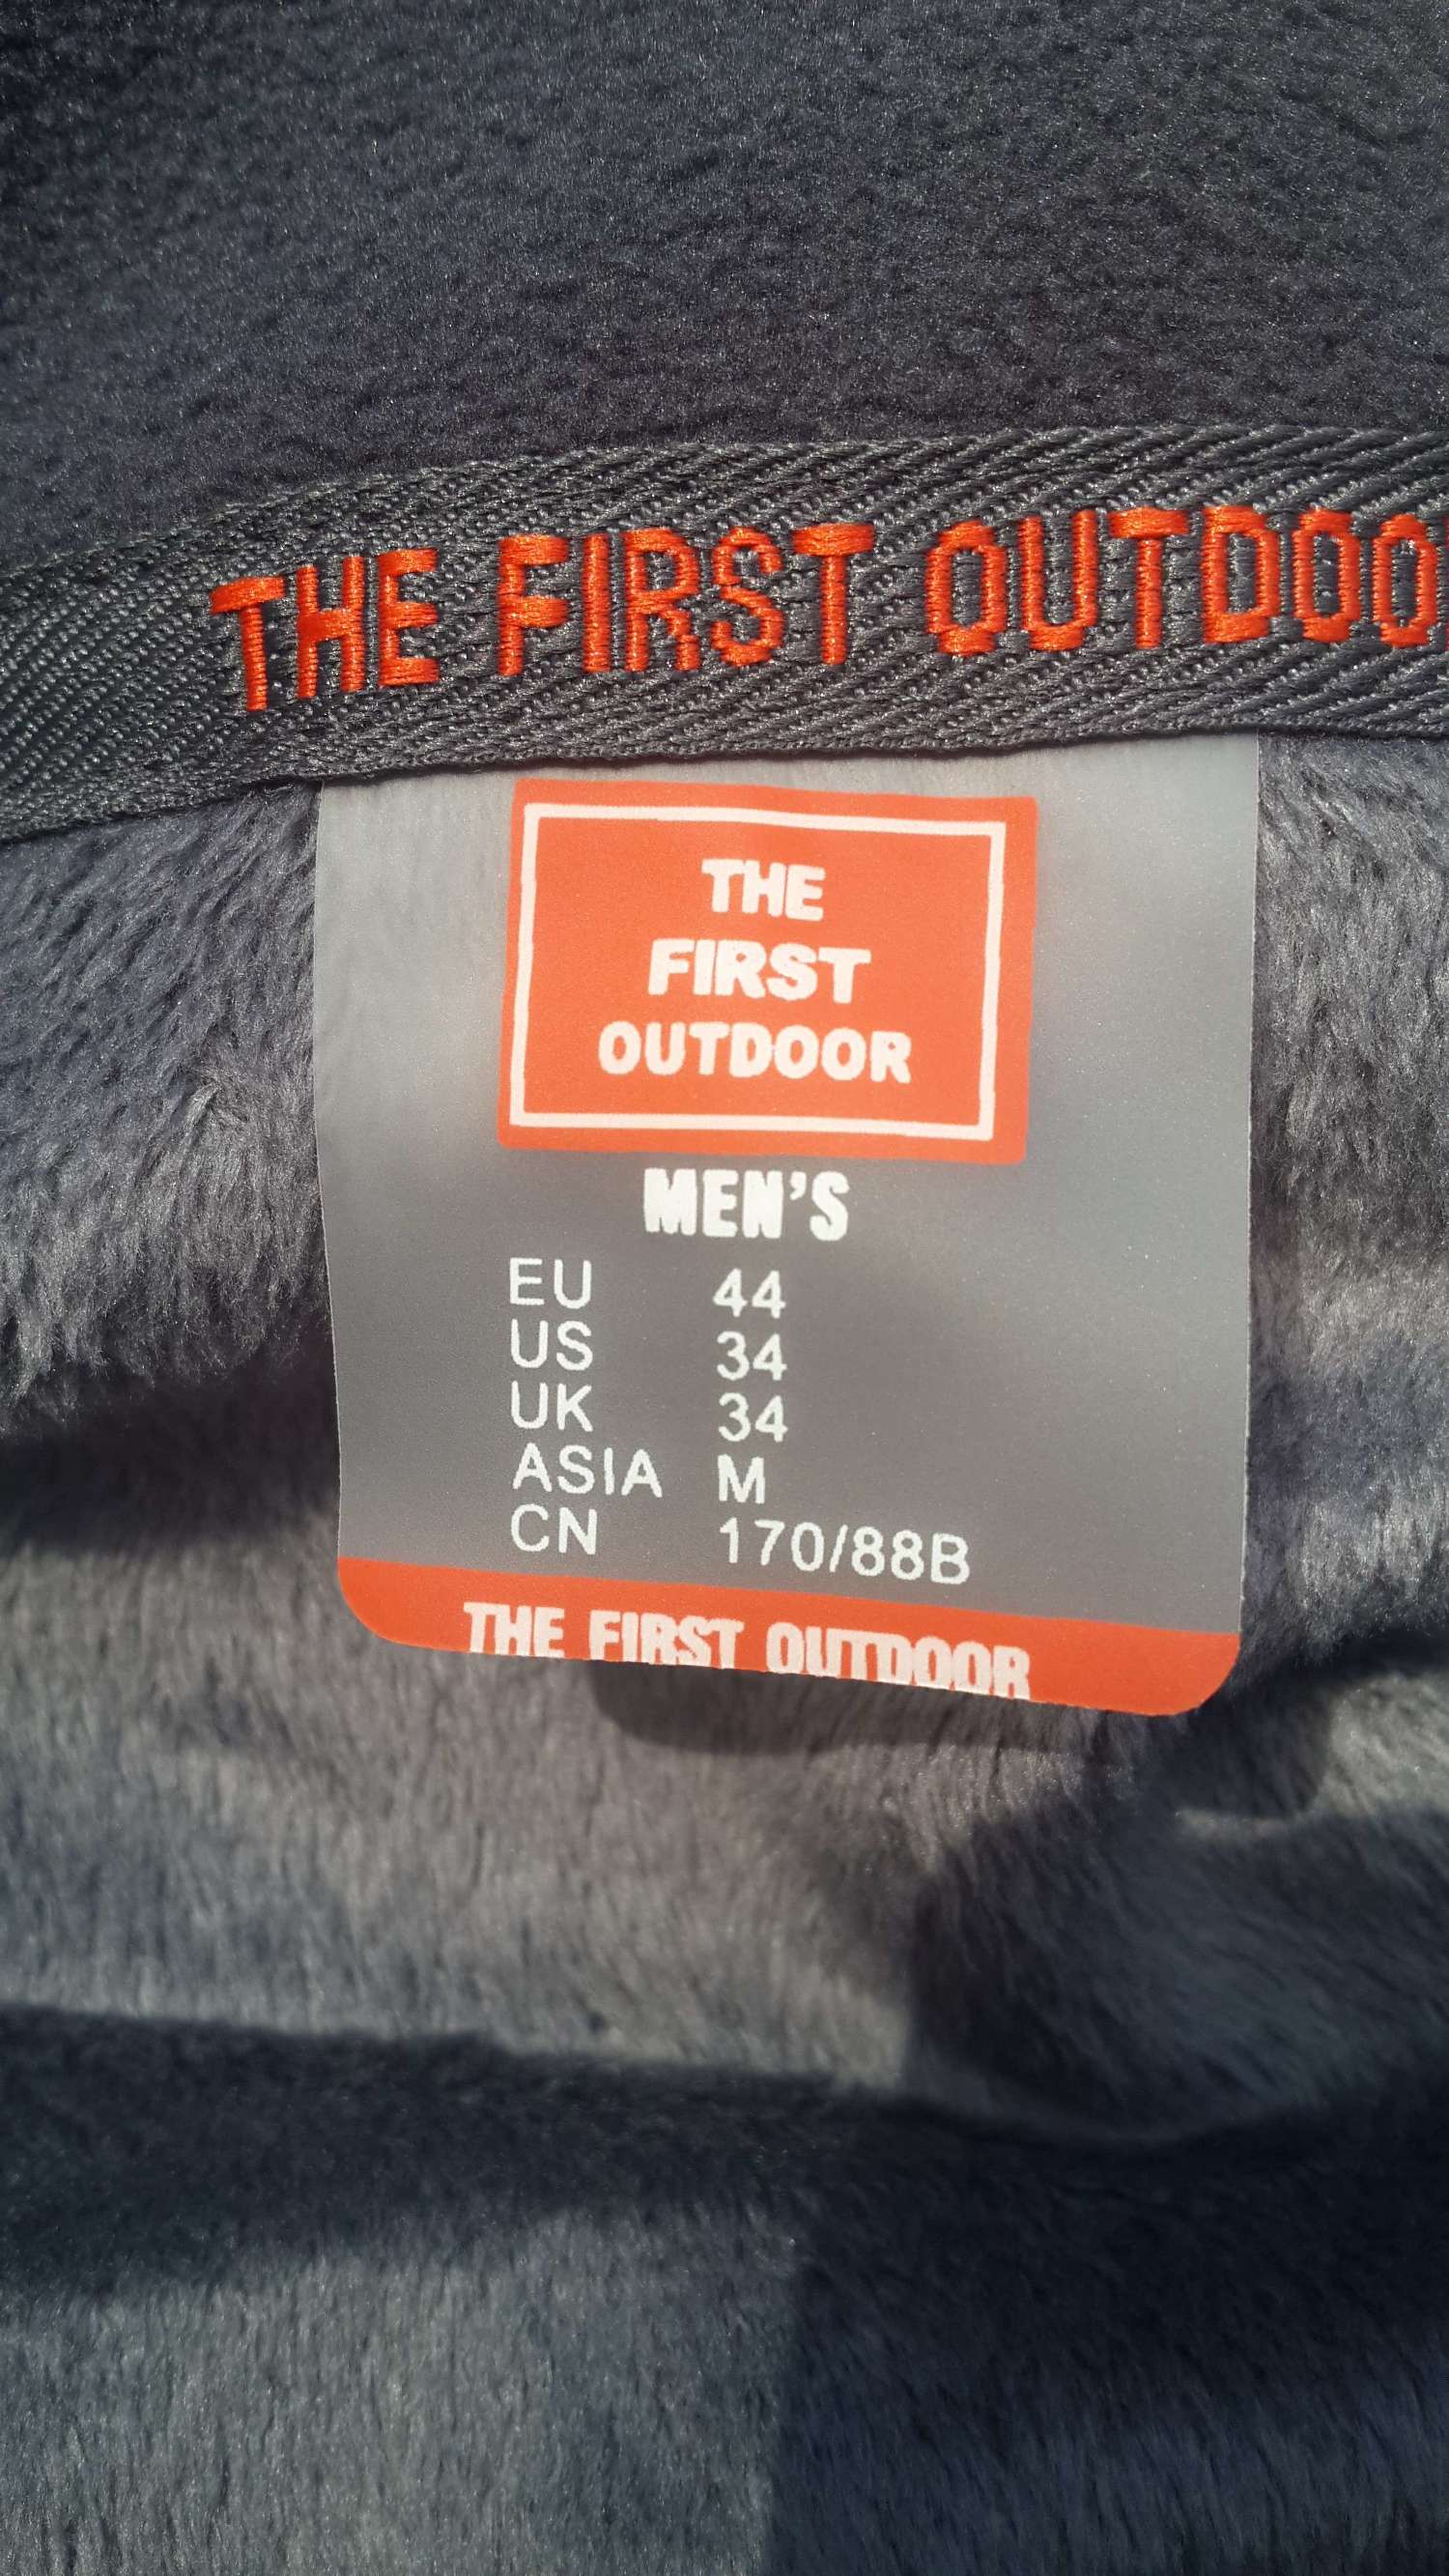 THE FIRST OUTDOO
THE
FIRST
OUTDOOR
MEN'S
EU 44
US 34
UK 34
ASIA M
CN 170/88B
THE FIRST OUTDOOR